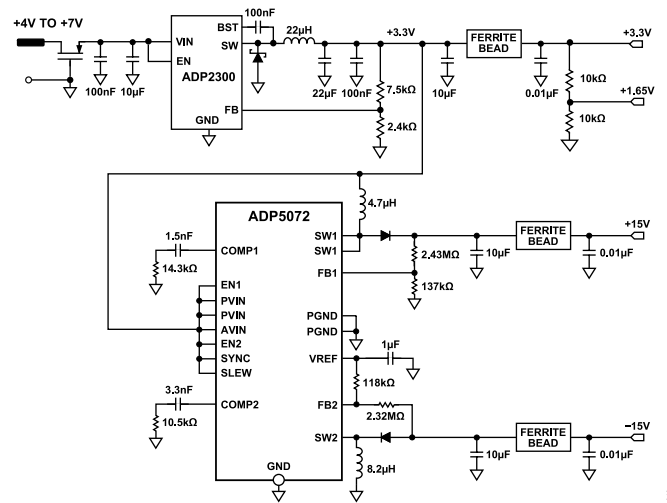 +4V TO +7V
100nF
BST
VIN
SW
22µH
+3.3V
FERRITE
BEAD
+3.3V
EN
ADP2300
100nF
10µF
22µF
100nF
7.5kΩ
10µF
0.01µF
10kΩ
+1.65V
FB
GND
2.4kΩ
10kΩ
4.7µH
ADP5072
1.5nF
COMP1
14.3kΩ
SW1
SW1
+15V
FERRITE
BEAD
2.43MΩ
10µF
0.01µF
FB1
137kΩ
EN1
PVIN
PVIN
AVIN
EN2
SYNC
SLEW
PGND
PGND
1µF
VREF
118kΩ
3.3nF
COMP2
10.5kΩ
FB2
2.32MΩ
SW2
–15V
FERRITE
BEAD
8.2µH
10µF
0.01µF
GND